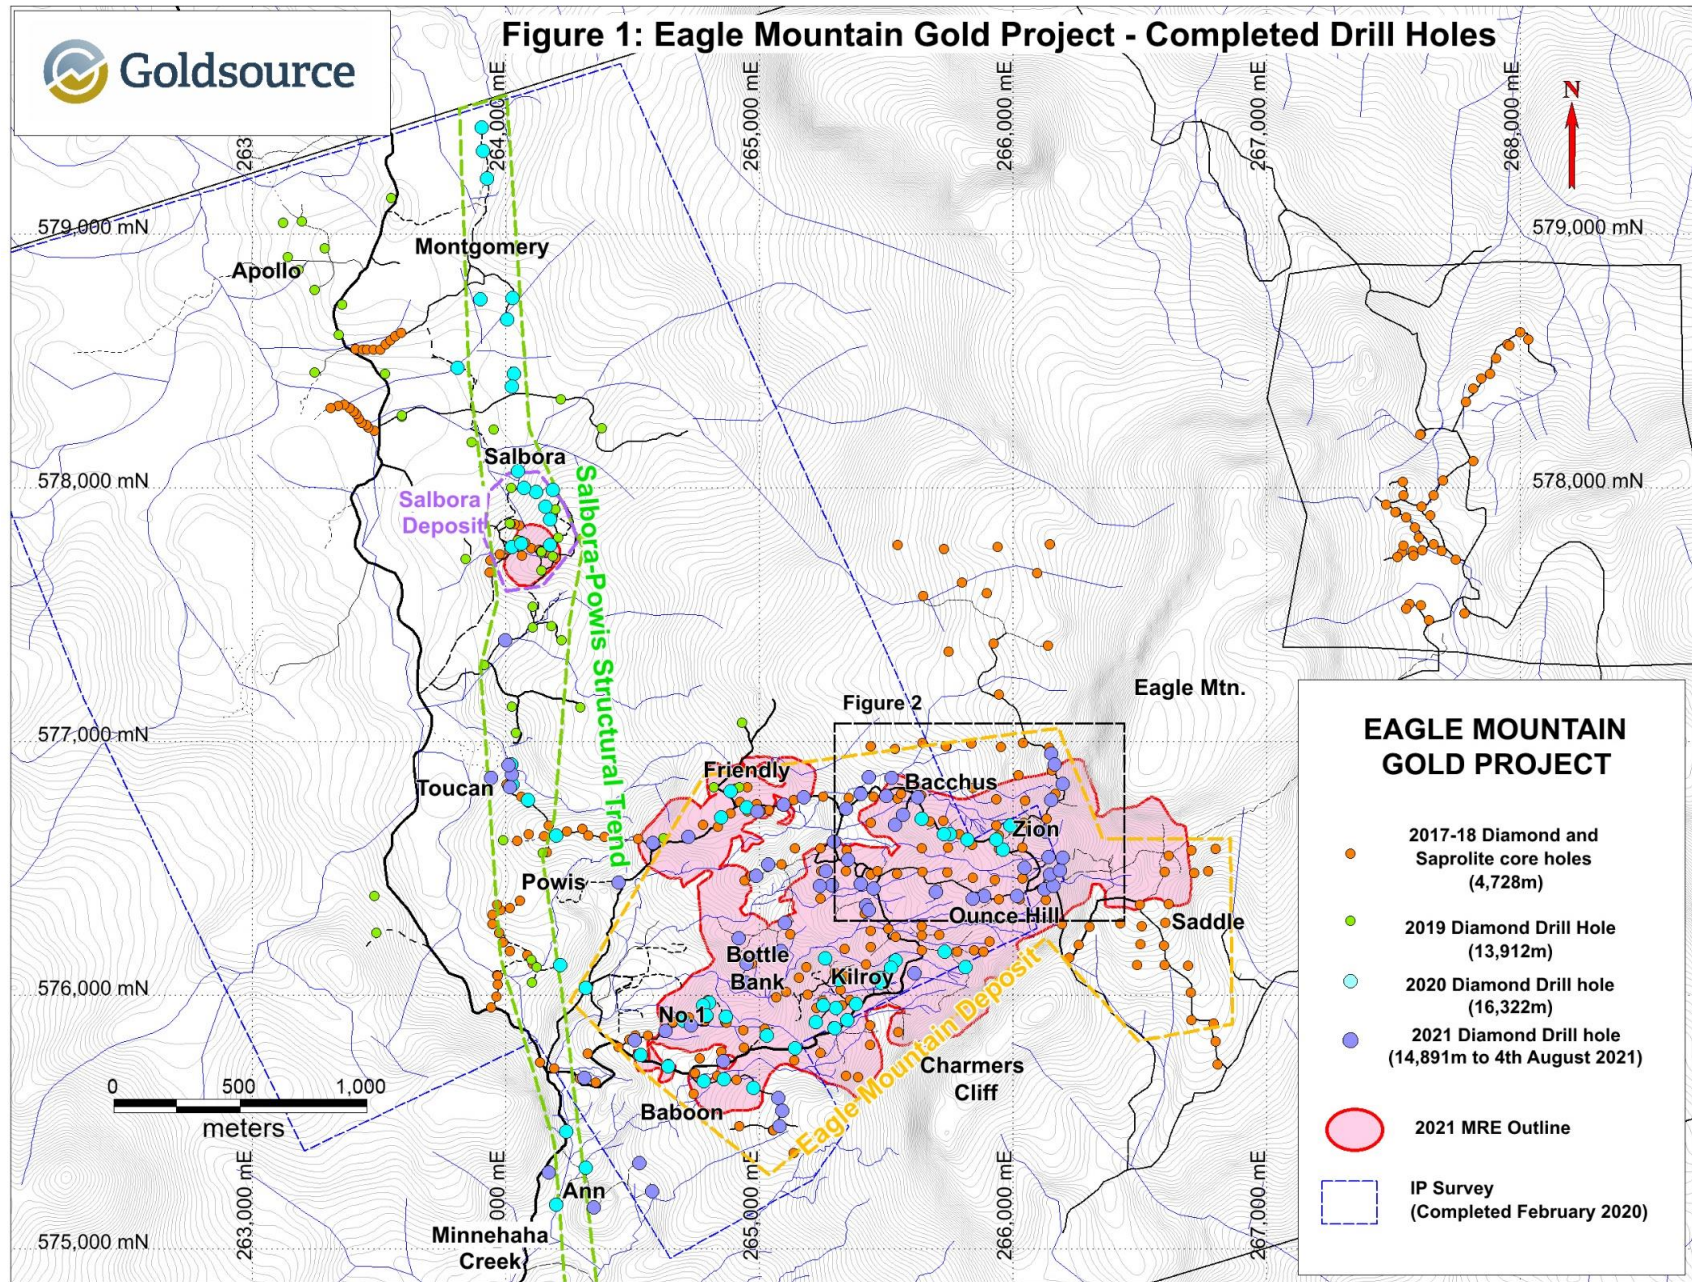 Figure 1: Eagle Mountain Gold Project - Completed Drill Holes
Goldsource
N
263
264,000 mE
265,000 mE
266,000 mE
267,000 mE
268,000 mE
579,000 mN
579,000 mN
Montgomery
Apollo
Salbora
578,000 mN
578,000 mN
Salbora
Deposit
Salbora-Powis Structural Trend
Eagle Mtn.
Figure 2
577,000 mN
Friendly
Bacchus
Toucan
Zion
Powis
Ounce Hill
Saddle
Bottle
Bank
Kilroy
576,000 mN
No.1
Eagle Mountain Deposit
Charmers
Cliff
Baboon
0
500
1,000
meters
Ann
Minnehaha
Creek
575,000 mN
263,000 mE
,000 mE
265,000 mE
266,000 mE
267,000 mE
EAGLE MOUNTAIN
GOLD PROJECT
2017-18 Diamond and
Saprolite core holes
(4,728m)
2019 Diamond Drill Hole
(13,912m)
2020 Diamond Drill hole
(16,322m)
2021 Diamond Drill hole
(14,891m to 4th August 2021)
2021 MRE Outline
IP Survey
(Completed February 2020)